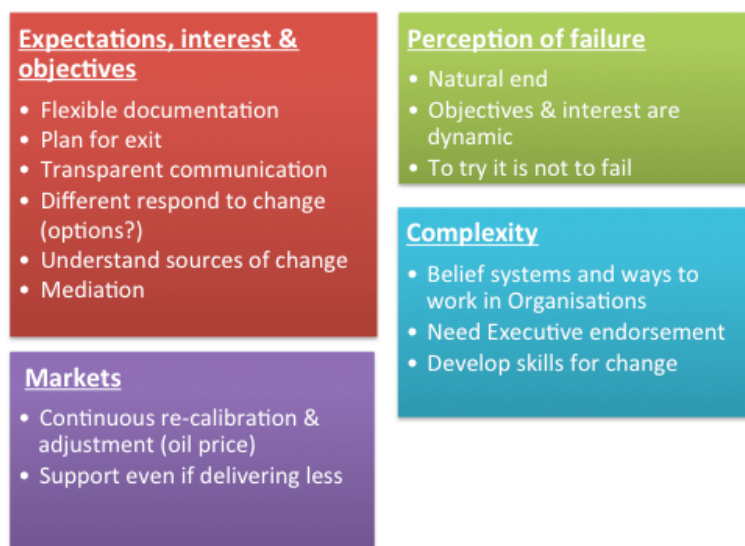 Expectations, interest &
objectives
• Flexible documentation
• Plan for exit
• Transparent communication
• Different respond to change
(options?)
• Understand sources of change
• Mediation
Markets
• Continuous re-calibration &
adjustment (oil price)
• Support even if delivering less
Perception of failure
• Natural end
• Objectives & interest are
dynamic
• To try it is not to fail
Complexity
• Belief systems and ways to
work in Organisations
• Need Executive endorsement
• Develop skills for change